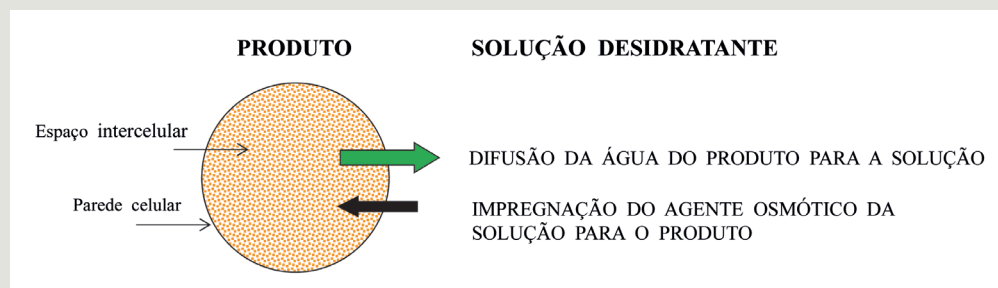 PRODUTO
SOLUÇÃO DESIDRATANTE
Espaço intercelular
DIFUSÃO DA ÁGUA DO PRODUTO PARA A SOLUÇÃO
Parede celular
IMPREGNAÇÃO DO AGENTE OSMÓTICO DA
SOLUÇÃO PARA O PRODUTO